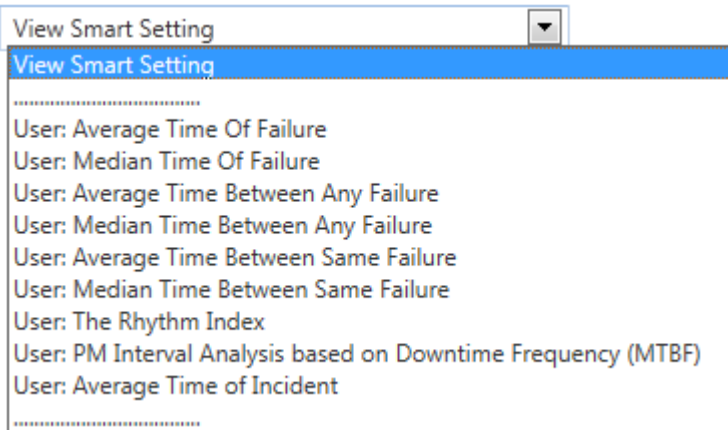 View Smart Setting
View Smart Setting
......................................
User: Average Time Of Failure
User: Median Time Of Failure
User: Average Time Between Any Failure
User: Median Time Between Any Failure
User: Average Time Between Same Failure
User: Median Time Between Same Failure
User: The Rhythm Index
User: PM Interval Analysis based on Downtime Frequency (MTBF)
User: Average Time of Incident
......................................